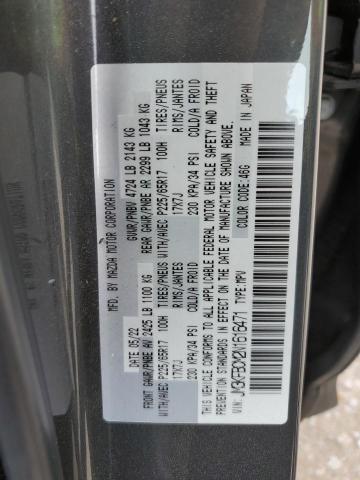 MFD. BY MAZDA MOTOR CORPORATION
DATE: 05/22 GVWR/PNBV 4724 LB 2143 KG
FRONT GAWR/PNBE AV 2425 LB 1100 KG REAR GAWR/PNBE AR 2299 LB 1043 KG
WITH/AVEC P225/65R17 100H TIRES/PNEUS WITH/AVEC P225/65R17 100H TIRES/PNEUS
17X7J RIMS/JANTES 17X7J RIMS/JANTES
230 KPA/34 PSI COLD/A FROID 230 KPA/34 PSI COLD/A FROID
THIS VEHICLE CONFORMS TO ALL APPLICABLE FEDERAL MOTOR VEHICLE SAFETY AND THEFT
PREVENTION STANDARDS IN EFFECT ON THE DATE OF MANUFACTURE SHOWN ABOVE.
VIN: TYPE: MPV COLOR CODE: 46G MADE IN JAPAN